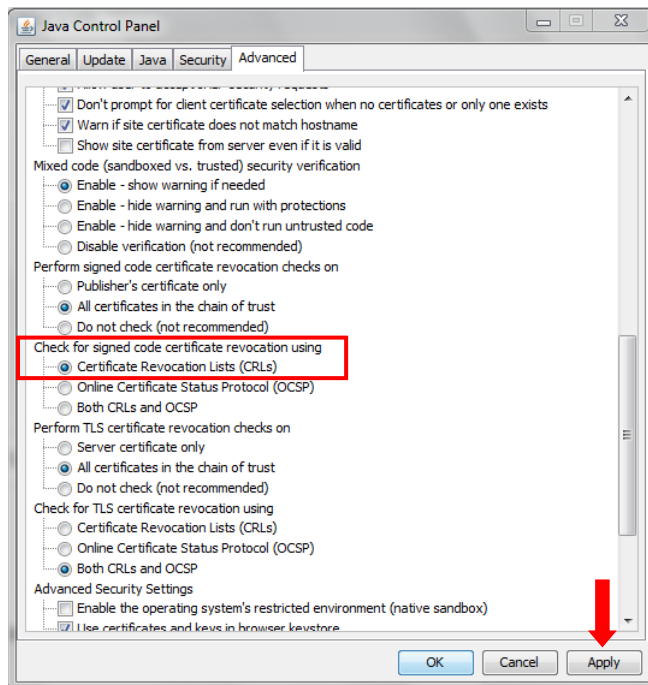 Java Control Panel
General Update Java Security Advanced
Allow user to accept JAR security requests
Don't prompt for client certificate selection when no certificates or only one exists
Warn if site certificate does not match hostname
Show site certificate from server even if it is valid
Mixed code (sandboxed vs. trusted) security verification
Enable - show warning if needed
Enable - hide warning and run with protections
Enable - hide warning and don't run untrusted code
Disable verification (not recommended)
Perform signed code certificate revocation checks on
Publisher's certificate only
All certificates in the chain of trust
Do not check (not recommended)
Check for signed code certificate revocation using
Certificate Revocation Lists (CRLs)
Online Certificate Status Protocol (OCSP)
Both CRLs and OCSP
Perform TLS certificate revocation checks on
Server certificate only
All certificates in the chain of trust
Do not check (not recommended)
Check for TLS certificate revocation using
Certificate Revocation Lists (CRLs)
Online Certificate Status Protocol (OCSP)
Both CRLs and OCSP
Advanced Security Settings
Enable the operating system's restricted environment (native sandbox)
Use certificates and keys in browser keystore
OK Cancel Apply